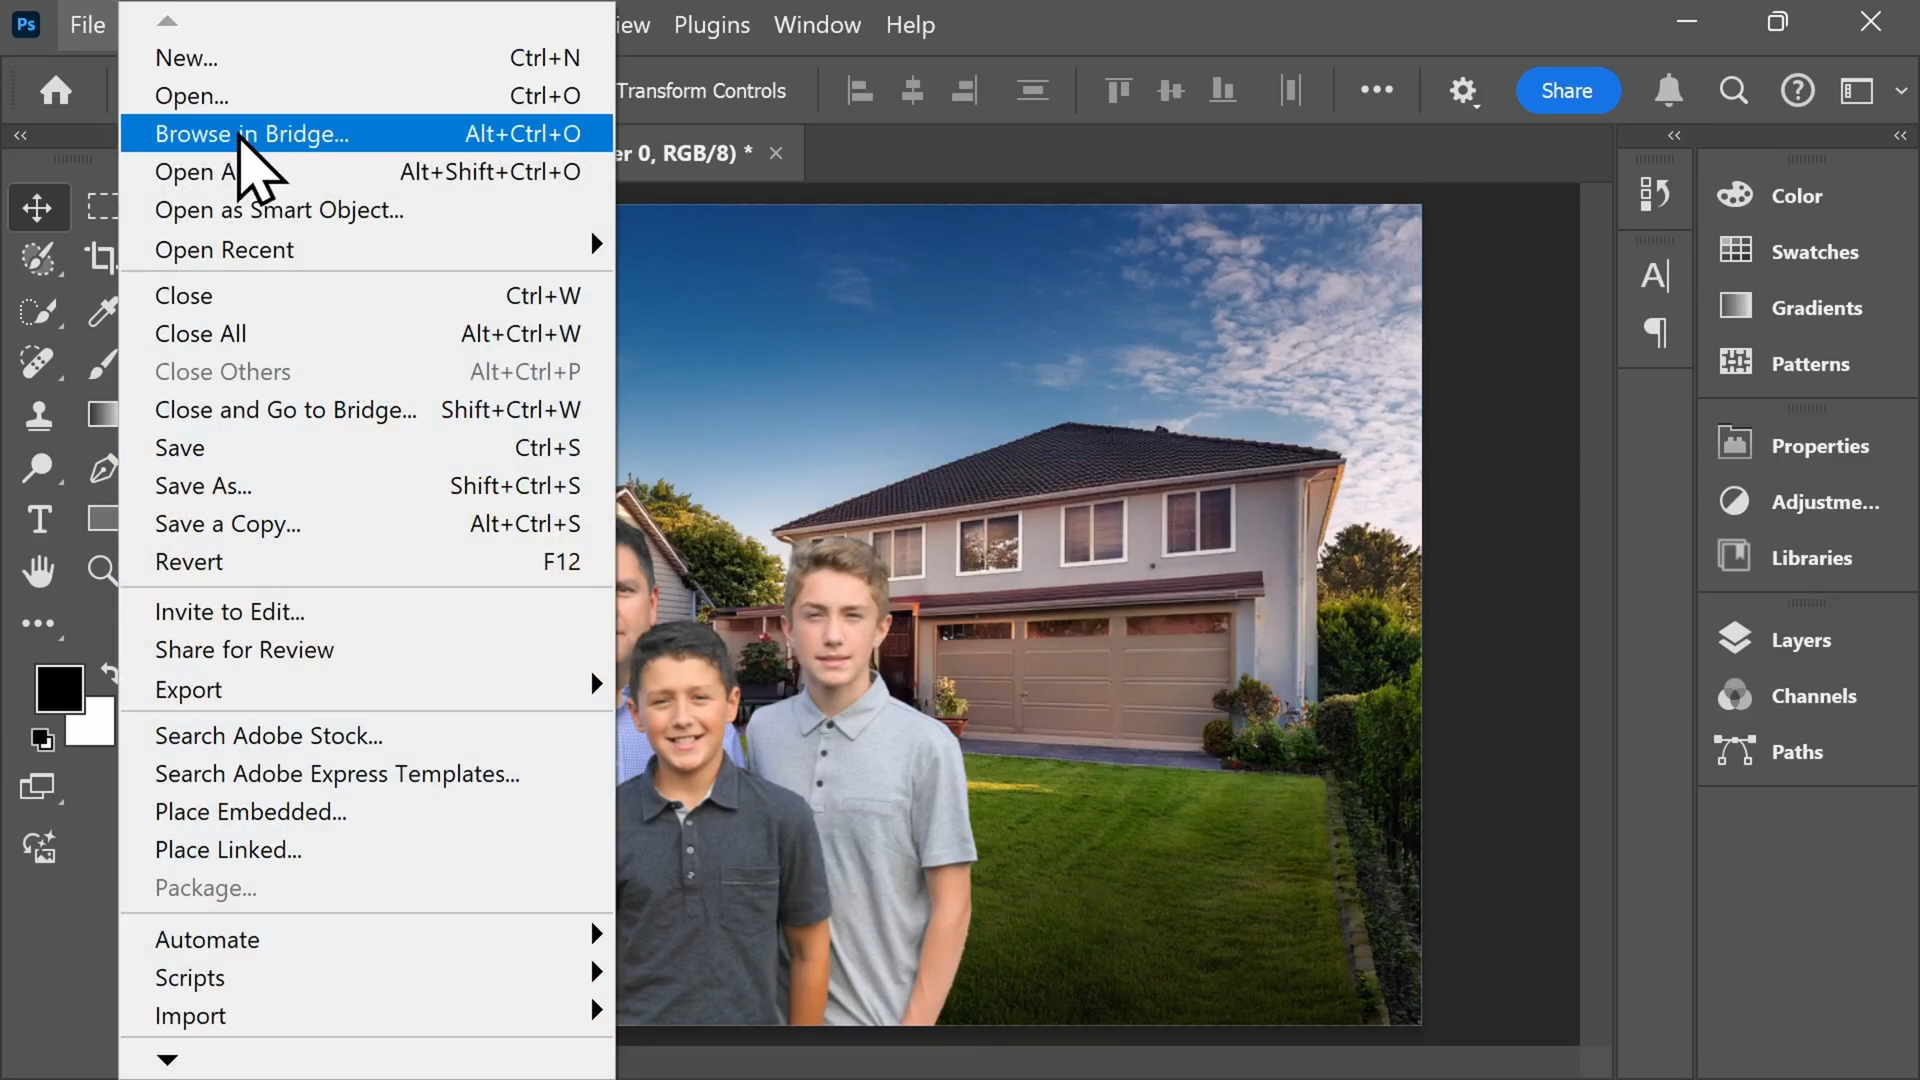 Ps File iew Plugins Window Help
New... Ctrl+N
Transform Controls Share
Open... Ctrl+O
Browse in Bridge... Alt+Ctrl+O
er 0, RGB/8) *
Open A Alt+Shift+Ctrl+O
Open as Smart Object...
Open Recent
Close Ctrl+W
Close All Alt+Ctrl+W
Close Others Alt+Ctrl+P
Close and Go to Bridge... Shift+Ctrl+W
Save Ctrl+S
Save As... Shift+Ctrl+S
Save a Copy... Alt+Ctrl+S
Revert F12
Invite to Edit...
Share for Review
Export
Search Adobe Stock...
Search Adobe Express Templates...
Place Embedded...
Place Linked...
Package...
Automate
Scripts
Import
Color
Swatches
Gradients
Patterns
Properties
Adjustme...
Libraries
Layers
Channels
Paths